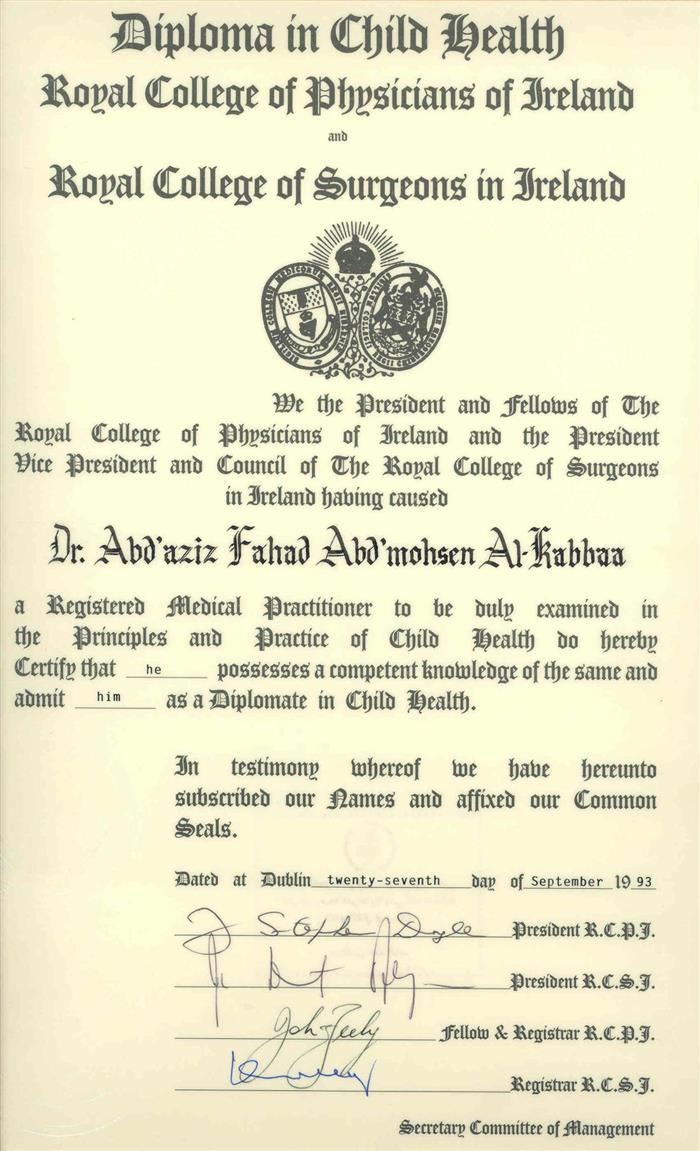 Diploma in Child Health
Royal College of Physicians of Ireland
and
Royal College of Surgeons in Ireland
We the President and Fellows of The
Royal College of Physicians of Ireland and the President
Vice President and Council of The Royal College of Surgeons
in Ireland having caused
Dr. Abd'aziz Fahad Abd'mohsen Al-Kabbaa
a Registered Medical Practitioner to be duly examined in
the Principles and Practice of Child Health do hereby
Certify that he possesses a competent knowledge of the same and
admit him as a Diplomate in Child Health.
In testimony whereof we have hereunto
subscribed our Names and affixed our Common
Seals.
Dated at Dublin twenty-seventh day of September 19 93
Stephen Doyle President R.C.P.I.
President R.C.S.I.
John Fellow & Registrar R.C.P.I.
Registrar R.C.S.I.
Secretary Committee of Management